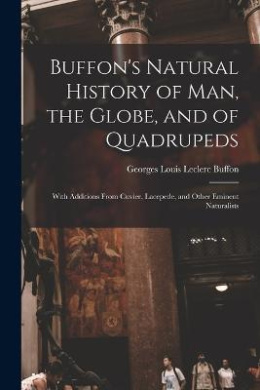 Buffon's Natural
History of Man, the
Globe, and of
Quadrupeds
Georges Louis Leclerc Buffon
With Additions From Cuvier, Lacepede, and Other Eminent
Naturalists